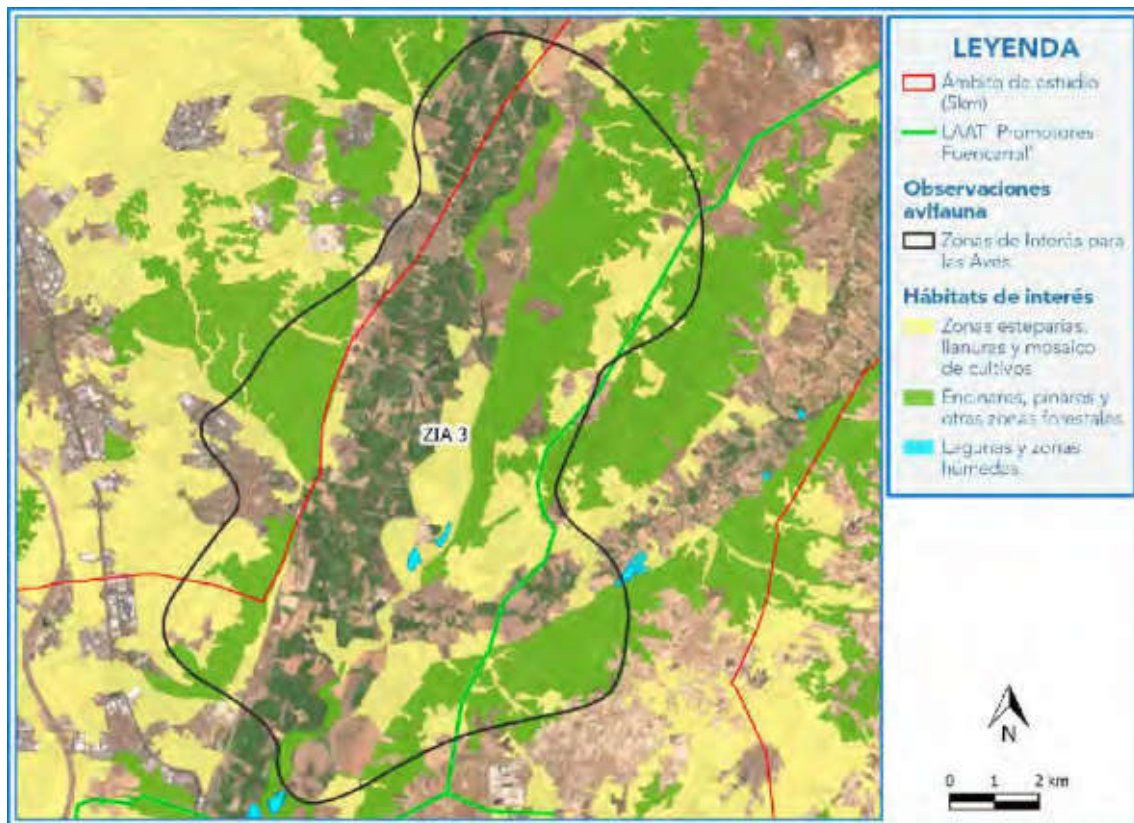 ZIA 3
LEYENDA
Ámbito de estudio
(5km)
LAAT "Promotores
Fuencarral"
Observaciones
avifauna
Zonas de Interés para
las Aves
Hábitats de interés
Zonas esteparias,
llanuras y mosaico
de cultivos
Encinares, pinares y
otras zonas forestales
Lagunas y zonas
húmedas
N
0 1 2 km